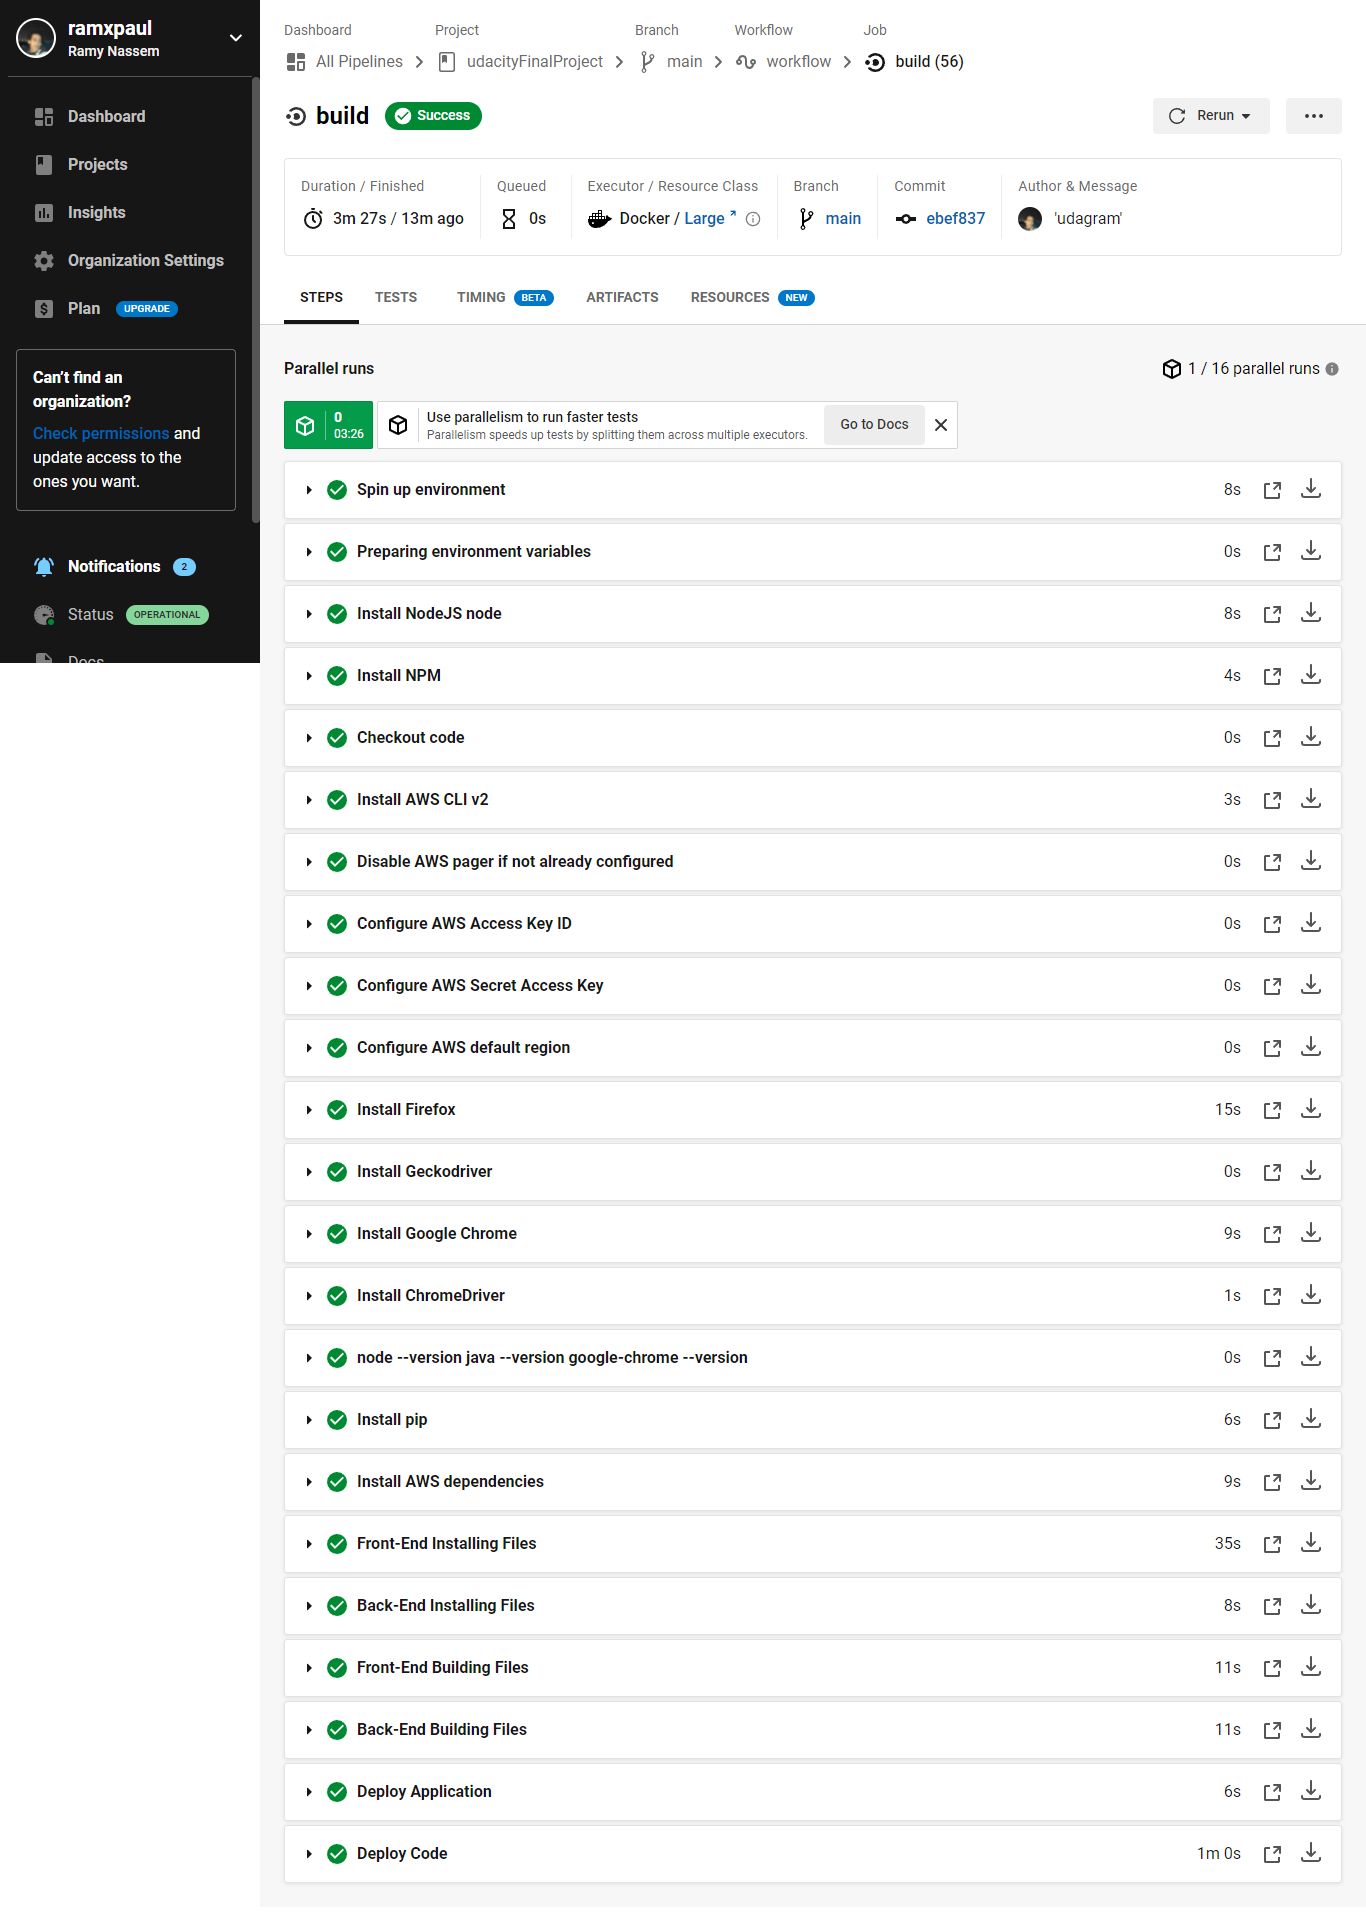 ramxpaul
Ramy Nassem
Dashboard
Projects
Insights
Organization Settings
Plan UPGRADE
Can't find an
organization?
Check permissions and
update access to the
ones you want.
Notifications 2
Status OPERATIONAL
Docs
Dashboard Project Branch Workflow Job
All Pipelines udacityFinalProject main workflow build (56)
build Success Rerun
Duration / Finished Queued Executor / Resource Class Branch Commit Author & Message
3m 27s / 13m ago 0s Docker / Large main ebef837 'udagram'
STEPS TESTS TIMING BETA ARTIFACTS RESOURCES NEW
Parallel runs 1 / 16 parallel runs
0
03:26
Use parallelism to run faster tests
Parallelism speeds up tests by splitting them across multiple executors.
Go to Docs
Spin up environment 8s
Preparing environment variables 0s
Install NodeJS node 8s
Install NPM 4s
Checkout code 0s
Install AWS CLI v2 3s
Disable AWS pager if not already configured 0s
Configure AWS Access Key ID 0s
Configure AWS Secret Access Key 0s
Configure AWS default region 0s
Install Firefox 15s
Install Geckodriver 0s
Install Google Chrome 9s
Install ChromeDriver 1s
node --version java --version google-chrome --version 0s
Install pip 6s
Install AWS dependencies 9s
Front-End Installing Files 35s
Back-End Installing Files 8s
Front-End Building Files 11s
Back-End Building Files 11s
Deploy Application 6s
Deploy Code 1m 0s